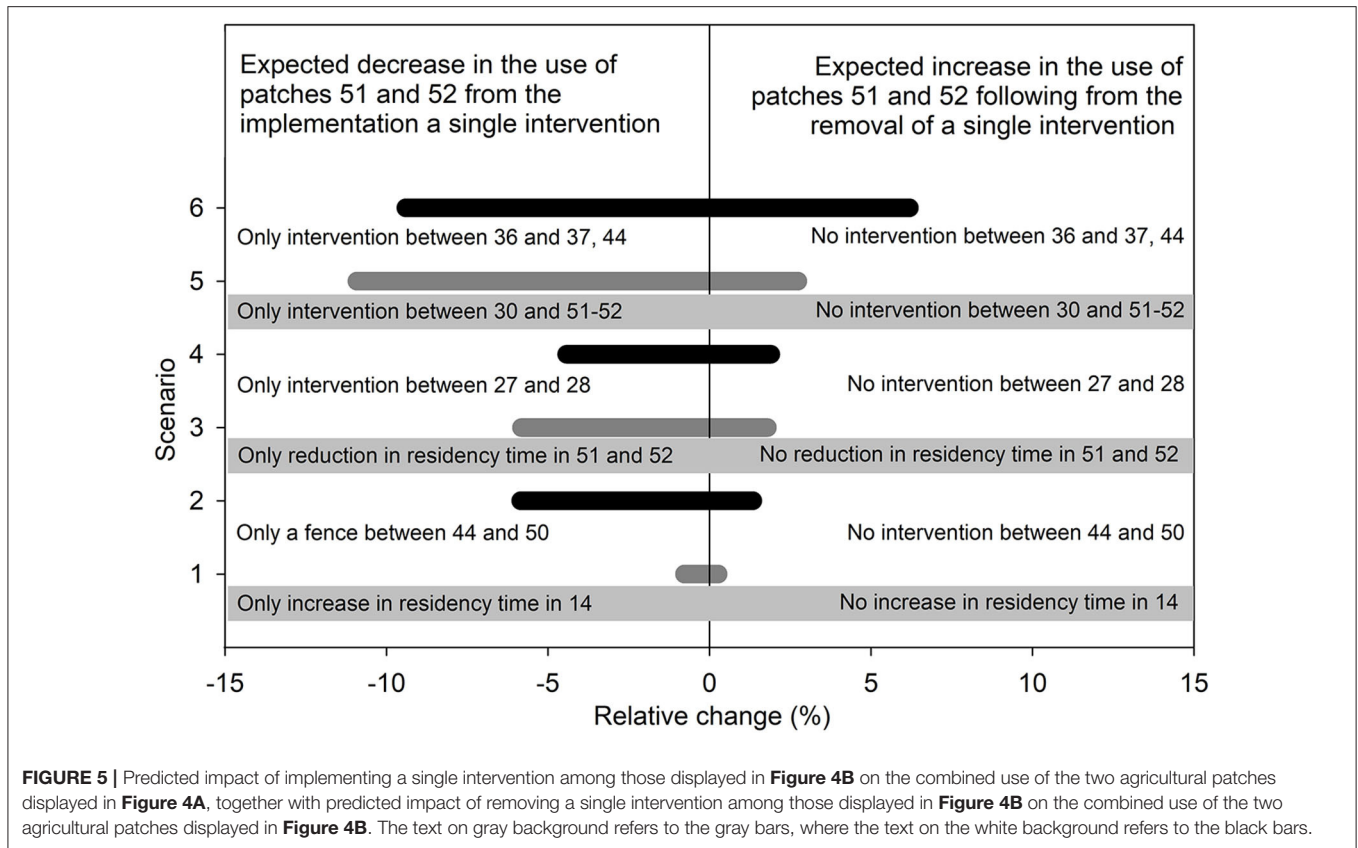 Expected decrease in the use of
patches 51 and 52 from the
implementation a single intervention
Expected increase in the use of
patches 51 and 52 following from the
removal of a single intervention
Scenario
6
Only intervention between 36 and 37, 44
No intervention between 36 and 37, 44
5
Only intervention between 30 and 51-52
No intervention between 30 and 51-52
4
Only intervention between 27 and 28
No intervention between 27 and 28
3
Only reduction in residency time in 51 and 52
No reduction in residency time in 51 and 52
2
Only a fence between 44 and 50
No intervention between 44 and 50
1
Only increase in residency time in 14
No increase in residency time in 14
-15 -10 -5 0 5 10 15
Relative change (%)
FIGURE 5 | Predicted impact of implementing a single intervention among those displayed in Figure 4B on the combined use of the two agricultural patches
displayed in Figure 4A, together with predicted impact of removing a single intervention among those displayed in Figure 4B on the combined use of the two
agricultural patches displayed in Figure 4B. The text on gray background refers to the gray bars, where the text on the white background refers to the black bars.